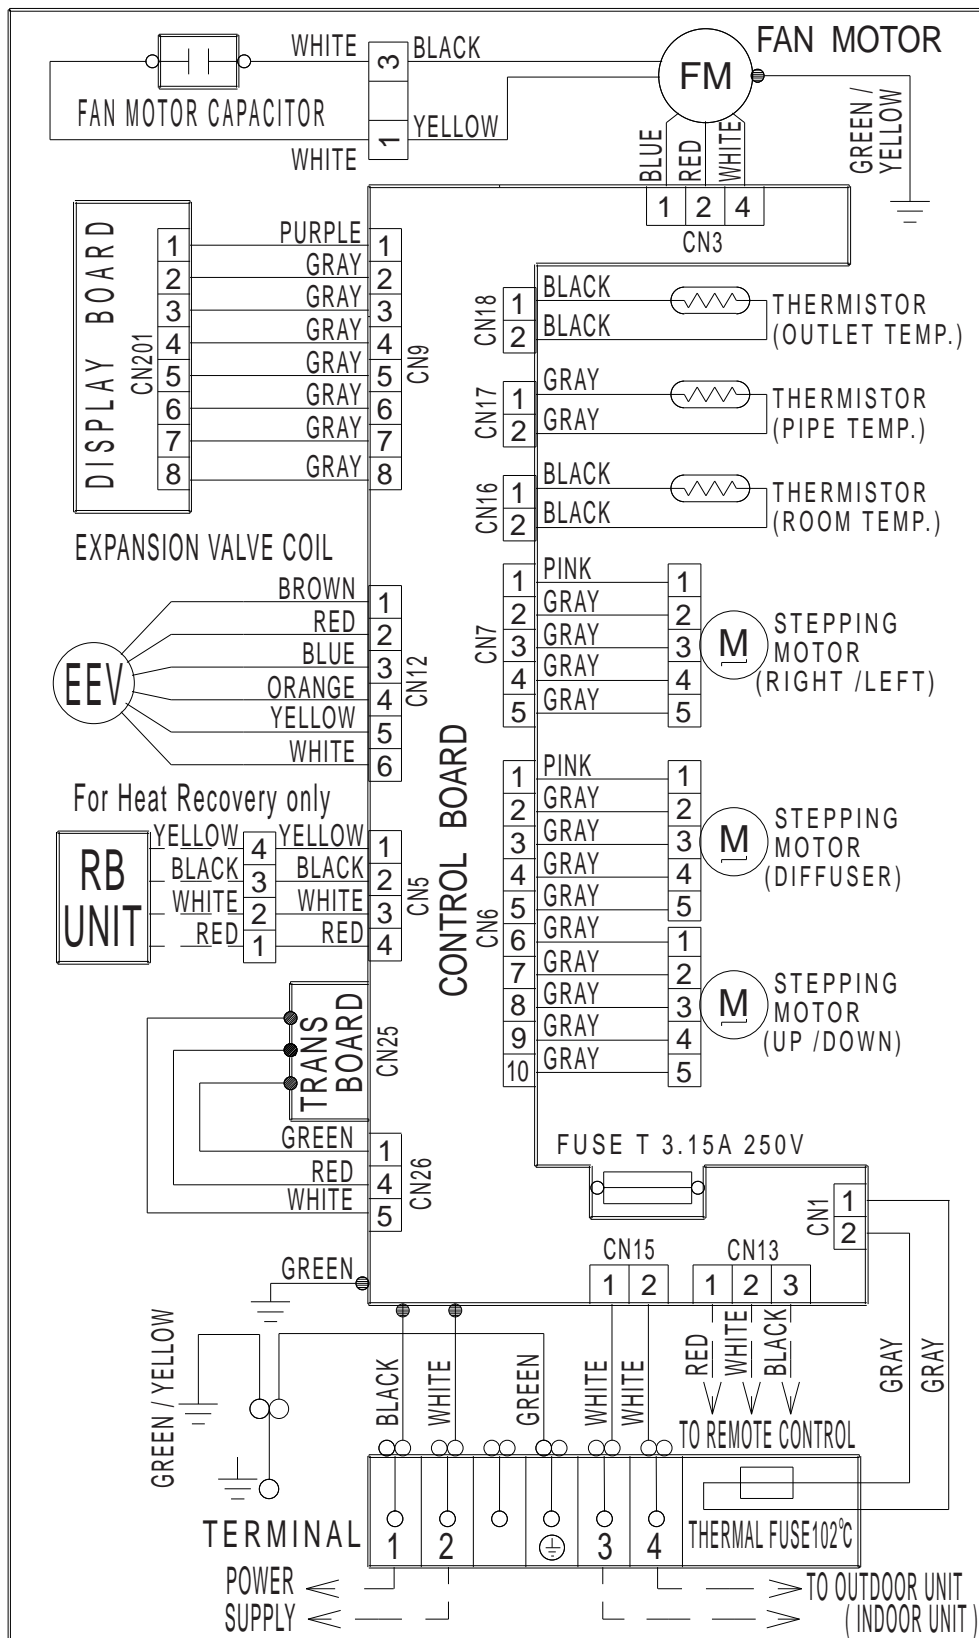 FAN MOTOR
WHITE 3 BLACK
FM
FAN MOTOR CAPACITOR
WHITE 1 YELLOW
GREEN / YELLOW
BLUE RED WHITE
1 2 4
CN3
DISPLAY BOARD
CN201
CN9
1 PURPLE 1
2 GRAY 2
3 GRAY 3
4 GRAY 4
5 GRAY 5
6 GRAY 6
7 GRAY 7
8 GRAY 8
CN18
1 BLACK
2 BLACK
THERMISTOR
(OUTLET TEMP.)
CN17
1 GRAY
2 GRAY
THERMISTOR
(PIPE TEMP.)
CN16
1 BLACK
2 BLACK
THERMISTOR
(ROOM TEMP.)
EXPANSION VALVE COIL
EEV
BROWN 1
RED 2
BLUE 3
ORANGE 4
YELLOW 5
WHITE 6
CN12
CN7
1 PINK 1
2 GRAY 2
3 GRAY 3
4 GRAY 4
5 GRAY 5
M
STEPPING
MOTOR
(RIGHT /LEFT)
CONTROL BOARD
For Heat Recovery only
RB
UNIT
YELLOW 4 YELLOW 1
BLACK 3 BLACK 2
WHITE 2 WHITE 3
RED 1 RED 4
CN5
CN6
1 PINK 1
2 GRAY 2
3 GRAY 3
4 GRAY 4
5 GRAY 5
6 GRAY 1
7 GRAY 2
8 GRAY 3
9 GRAY 4
10 GRAY 5
M
STEPPING
MOTOR
(DIFFUSER)
M
STEPPING
MOTOR
(UP /DOWN)
TRANS
BOARD
CN25
GREEN 1
RED 4
WHITE 5
CN26
FUSE T 3.15A 250V
CN1
1
2
GREEN
CN15
1 2
CN13
1 2 3
GREEN / YELLOW
BLACK WHITE GREEN WHITE WHITE
RED WHITE BLACK
GRAY GRAY
TO REMOTE CONTROL
TERMINAL
1 2 3 4
THERMAL FUSE102°C
POWER
SUPPLY
TO OUTDOOR UNIT
( INDOOR UNIT )